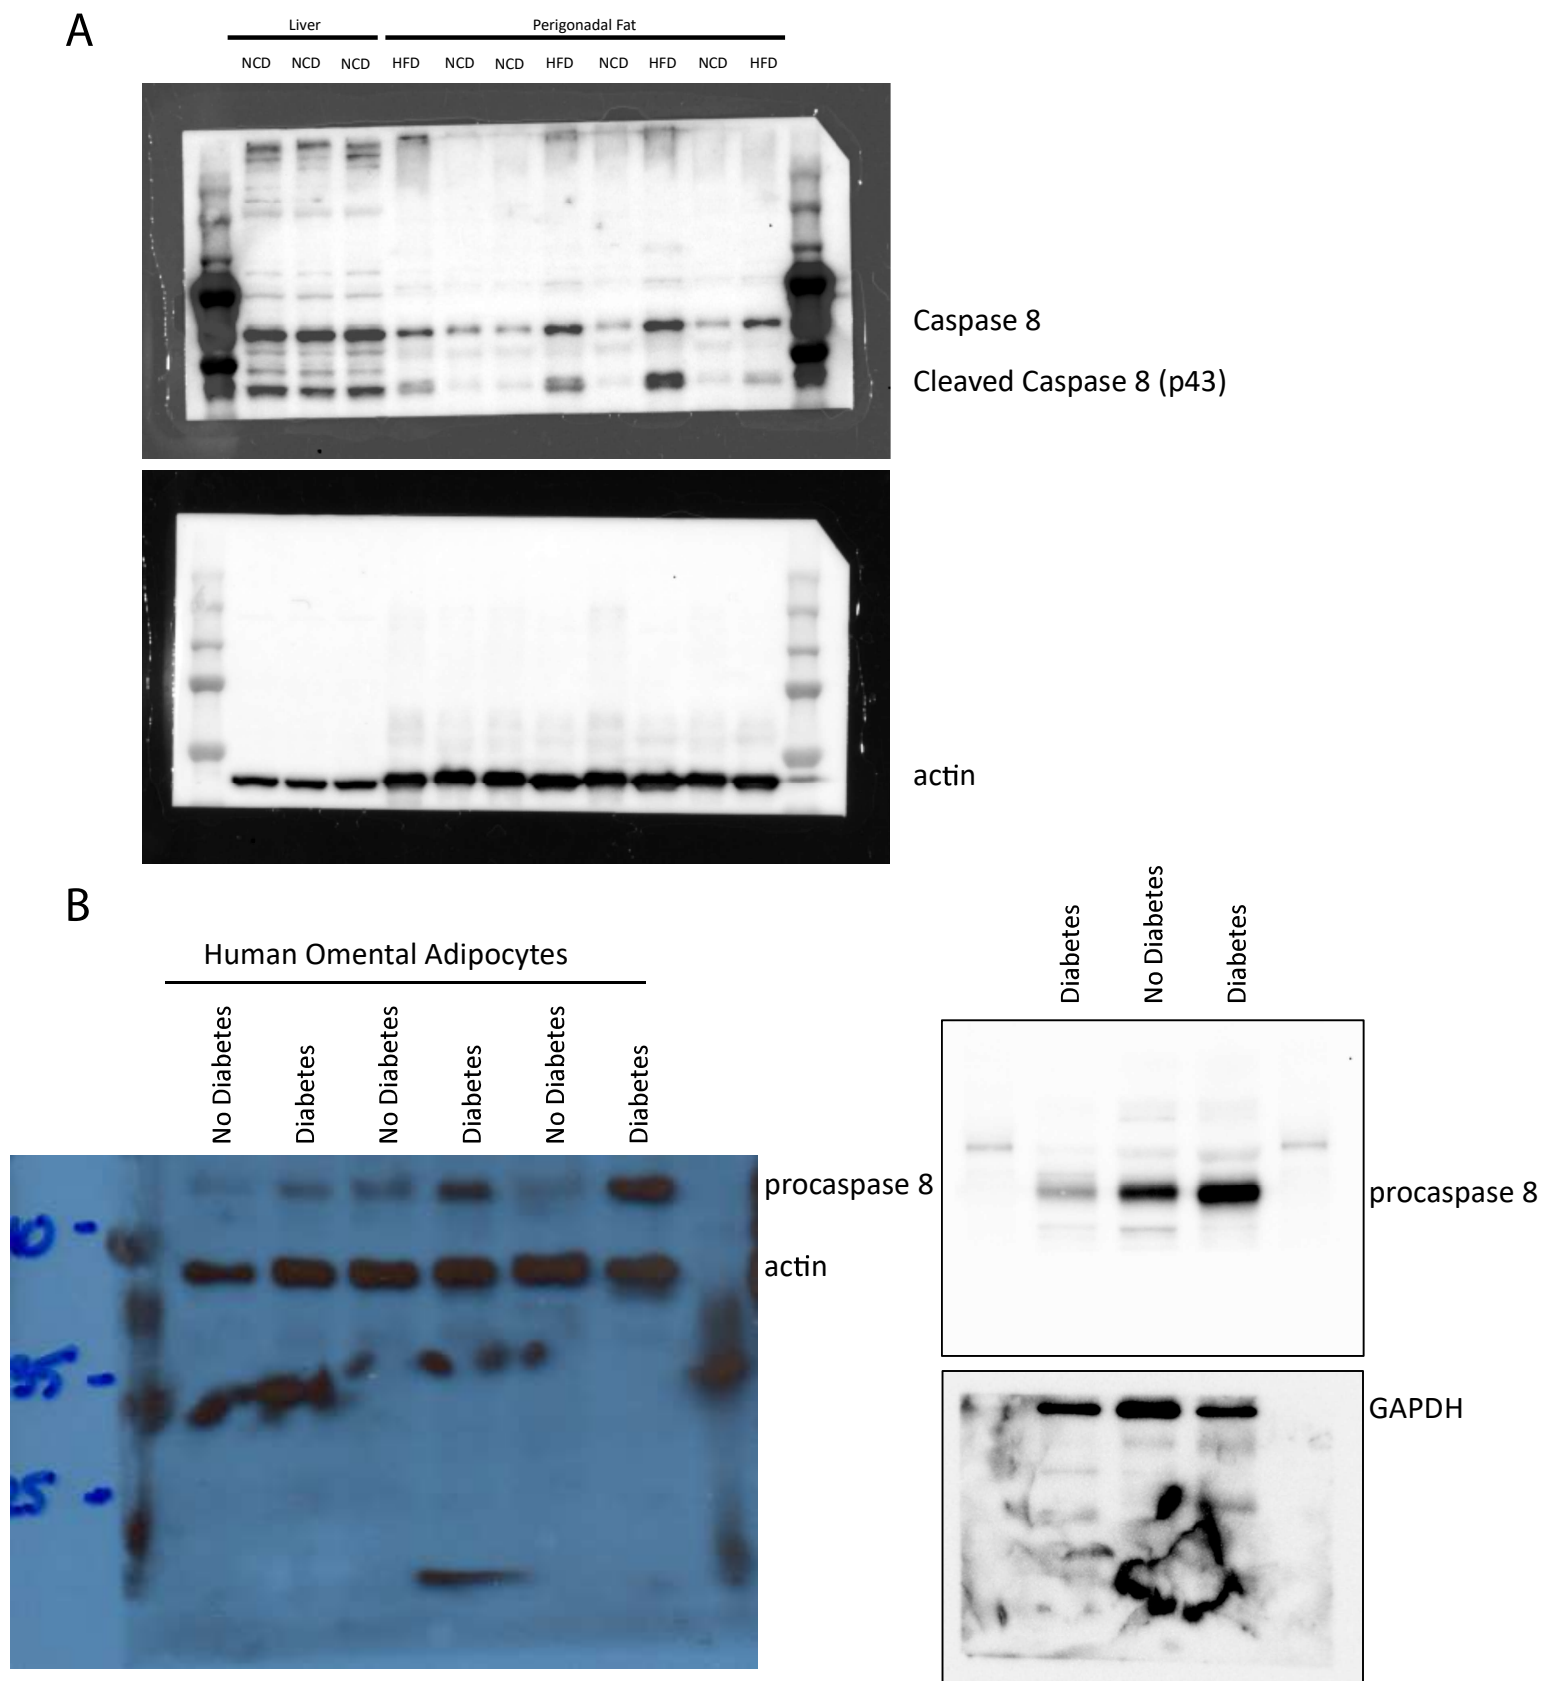 A
Liver
Perigonadal Fat
NCD NCD NCD HFD NCD NCD HFD NCD HFD NCD HFD
Caspase 8
Cleaved Caspase 8 (p43)
actin
B
Human Omental Adipocytes
No Diabetes
Diabetes
No Diabetes
Diabetes
No Diabetes
Diabetes
procaspase 8
actin
35 -
25 -
Diabetes
No Diabetes
Diabetes
procaspase 8
GAPDH